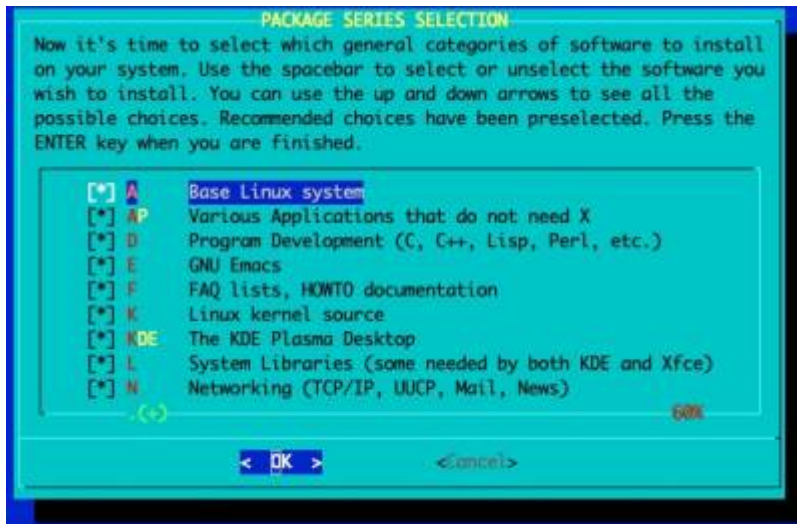 PACKAGE SERIES SELECTION
Now it's time to select which general categories of software to install
on your system. Use the spacebar to select or unselect the software you
wish to install. You can use the up and down arrows to see all the
possible choices. Recommended choices have been preselected. Press the
ENTER key when you are finished.
[*] A Base Linux system
[*] AP Various Applications that do not need X
[*] D Program Development (C, C++, Lisp, Perl, etc.)
[*] E GNU Emacs
[*] F FAQ lists, HOWTO documentation
[*] K Linux kernel source
[*] KDE The KDE Plasma Desktop
[*] L System Libraries (some needed by both KDE and Xfce)
[*] N Networking (TCP/IP, UUCP, Mail, News)
.(+) 60%
< OK > <Cancel>